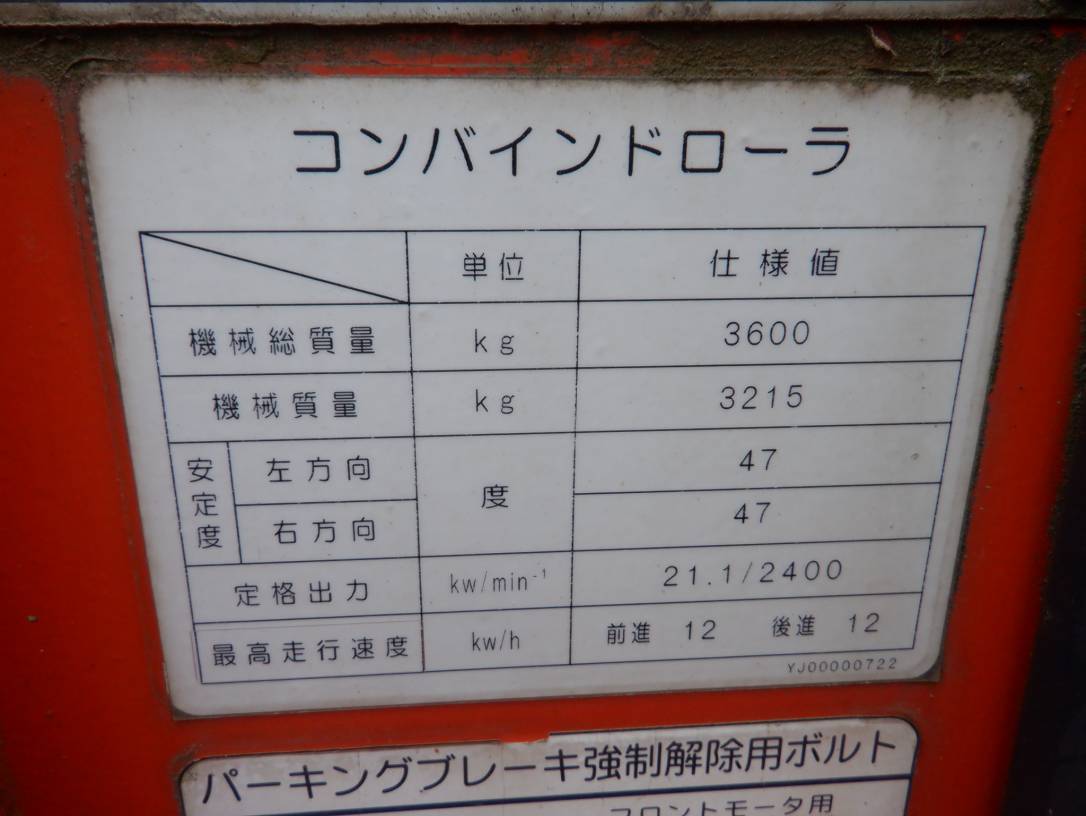 コンバインドローラ
単位 仕様値
機械総質量 kg 3600
機械質量 kg 3215
安定度 左方向 度 47
右方向 47
定格出力 kw/min⁻¹ 21.1/2400
最高走行速度 kw/h 前進 12 後進 12
YJ00000722
パーキングブレーキ強制解除用ボルト
フロントモータ用